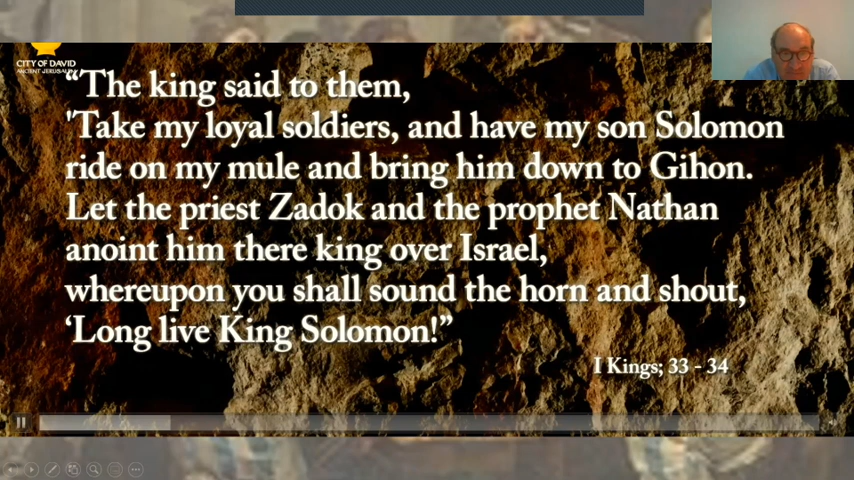 CITY OF DAVID
ANCIENT JERUSALEM
“The king said to them,
'Take my loyal soldiers, and have my son Solomon
ride on my mule and bring him down to Gihon.
Let the priest Zadok and the prophet Nathan
anoint him there king over Israel,
whereupon you shall sound the horn and shout,
‘Long live King Solomon!”
I Kings; 33 - 34